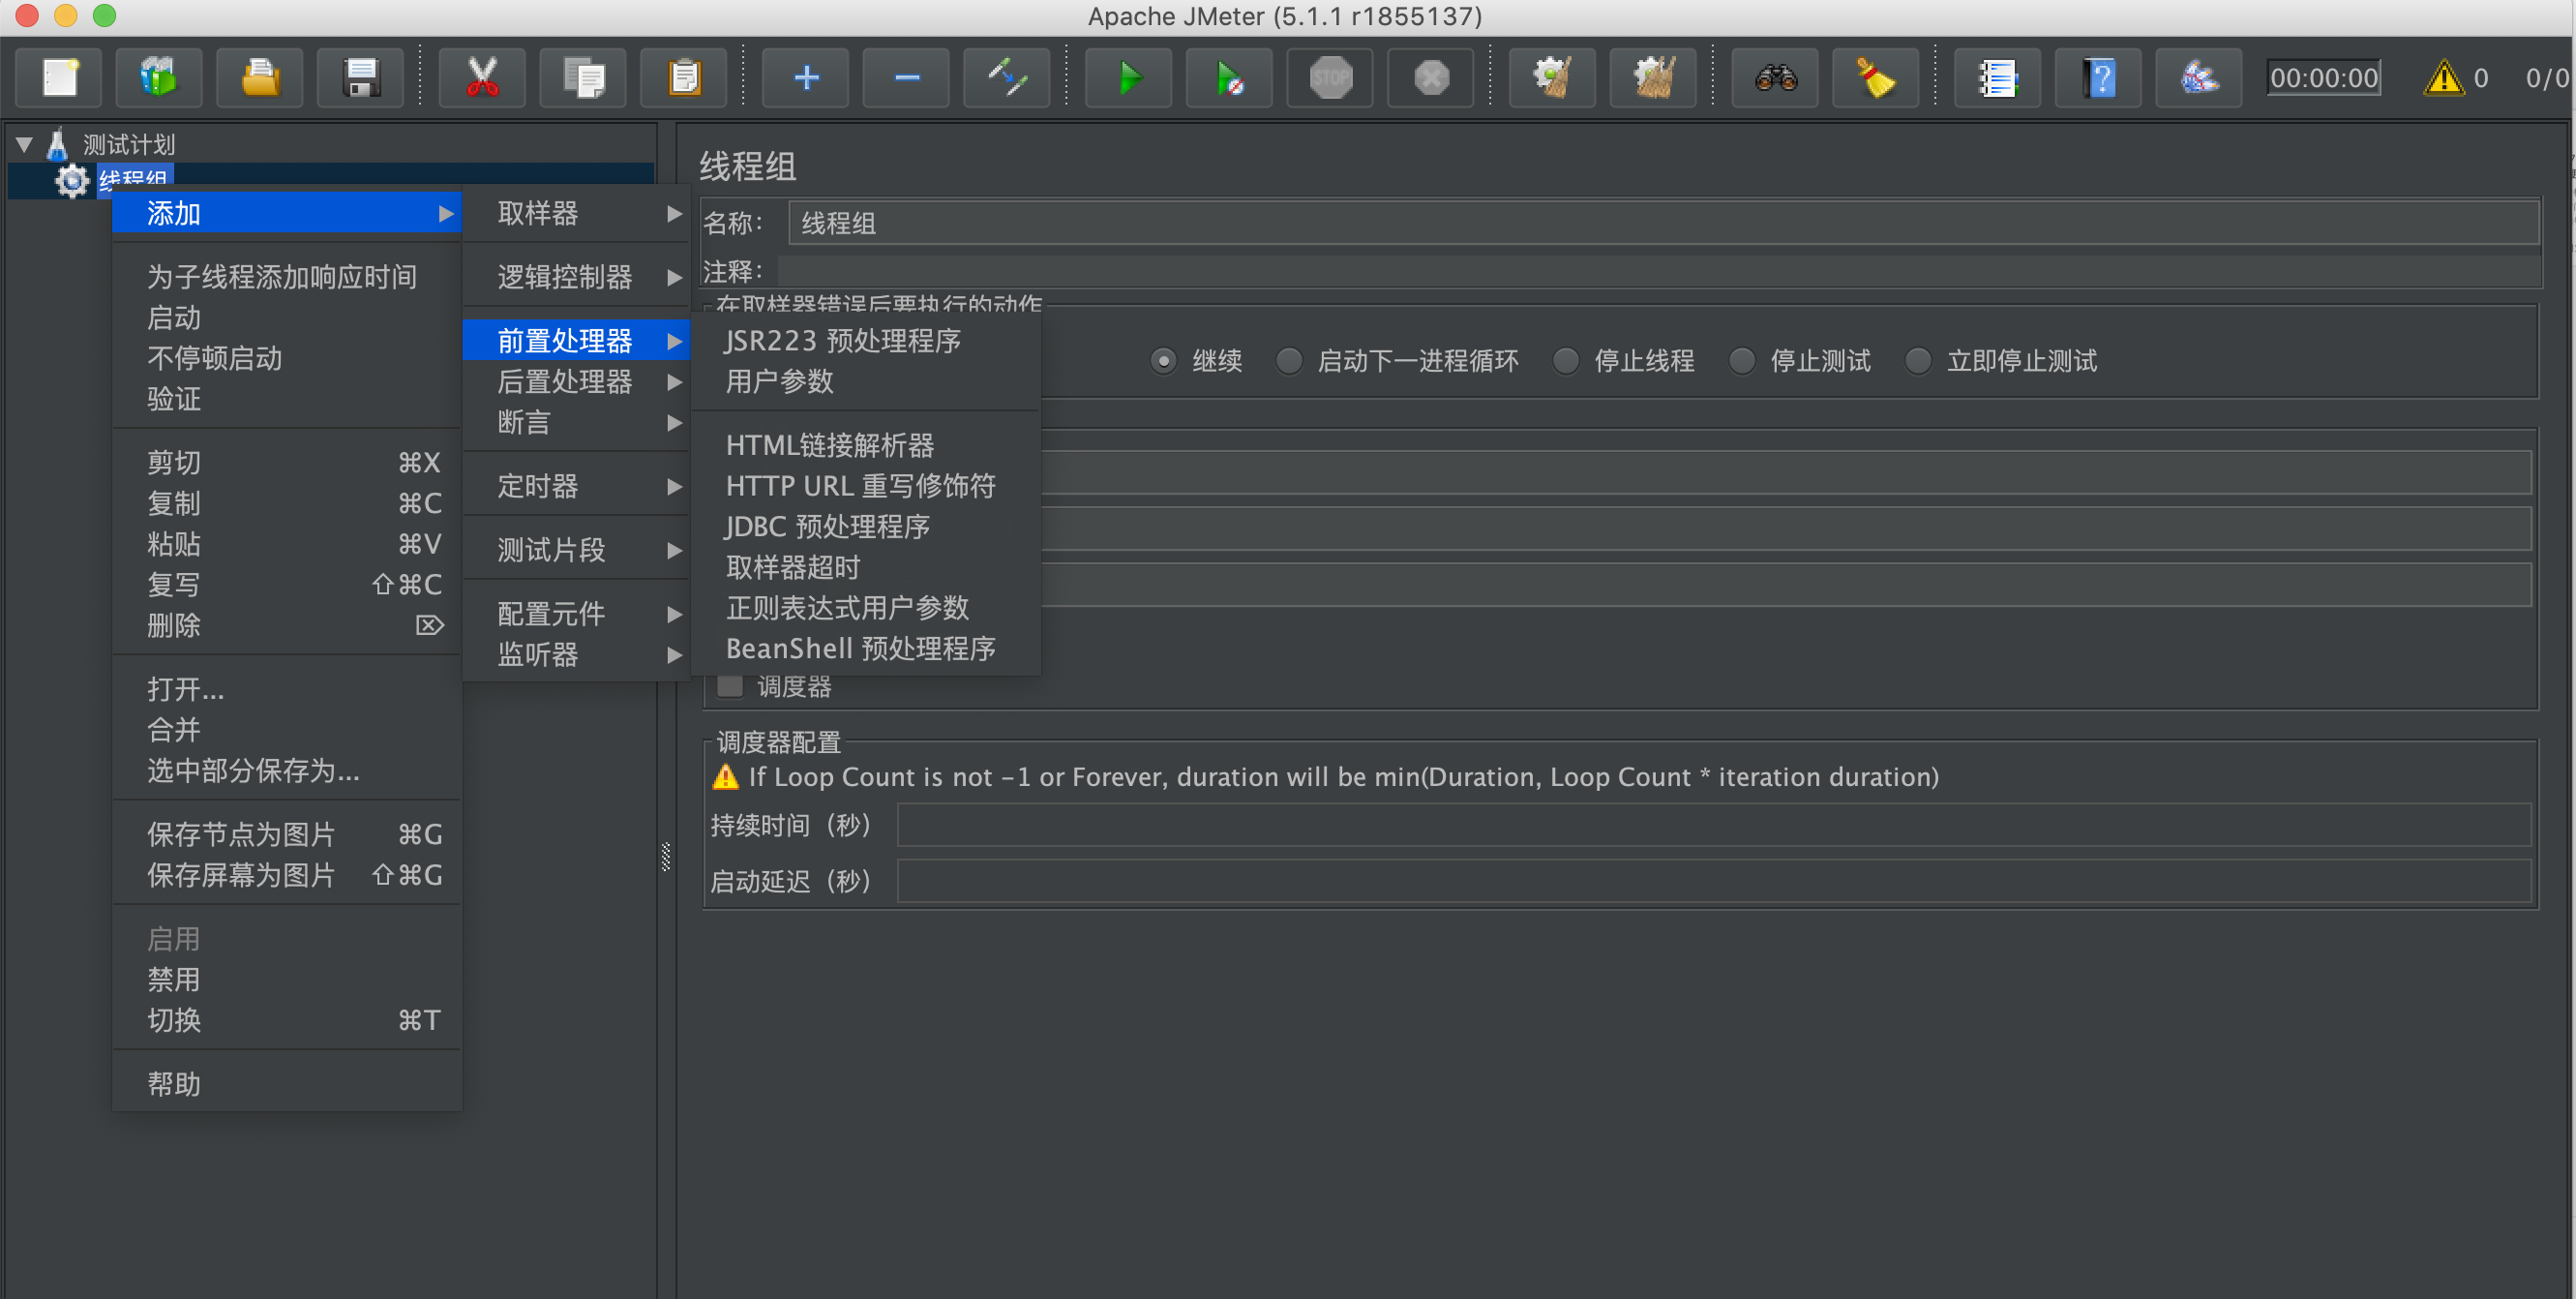 Apache JMeter (5.1.1 r1855137)
STOP
00:00:00
0
0/0
测试计划
线程组
添加
为子线程添加响应时间
启动
不停顿启动
验证
剪切 ⌘X
复制 ⌘C
粘贴 ⌘V
复写 ⇧⌘C
删除 ⌦
打开...
合并
选中部分保存为...
保存节点为图片 ⌘G
保存屏幕为图片 ⇧⌘G
启用
禁用
切换 ⌘T
帮助
取样器
逻辑控制器
前置处理器
后置处理器
断言
定时器
测试片段
配置元件
监听器
JSR223 预处理程序
用户参数
HTML链接解析器
HTTP URL 重写修饰符
JDBC 预处理程序
取样器超时
正则表达式用户参数
BeanShell 预处理程序
线程组
名称： 线程组
注释：
在取样器错误后要执行的动作
继续 启动下一进程循环 停止线程 停止测试 立即停止测试
调度器
调度器配置
If Loop Count is not -1 or Forever, duration will be min(Duration, Loop Count * iteration duration)
持续时间（秒）
启动延迟（秒）